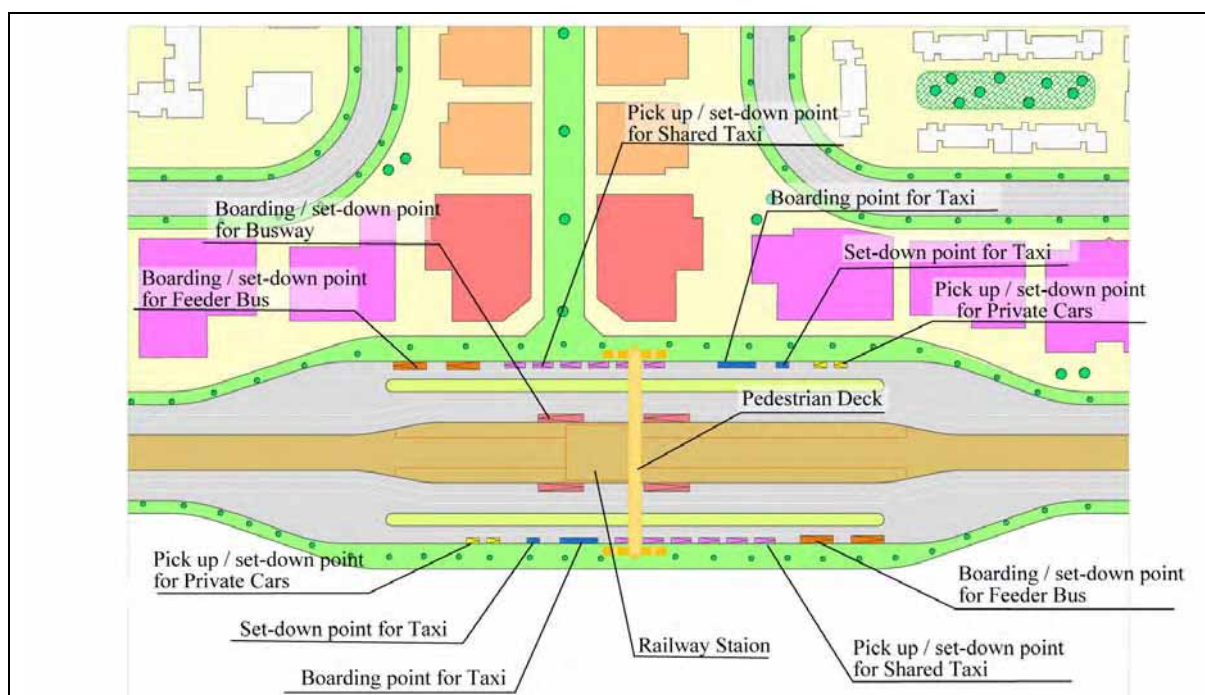 Pick up / set-down point
for Shared Taxi
Boarding / set-down point
for Busway
Boarding point for Taxi
Set-down point for Taxi
Boarding / set-down point
for Feeder Bus
Pick up / set-down point
for Private Cars
Pedestrian Deck
Pick up / set-down point
for Private Cars
Boarding / set-down point
for Feeder Bus
Set-down point for Taxi
Railway Staion
Pick up / set-down point
for Shared Taxi
Boarding point for Taxi